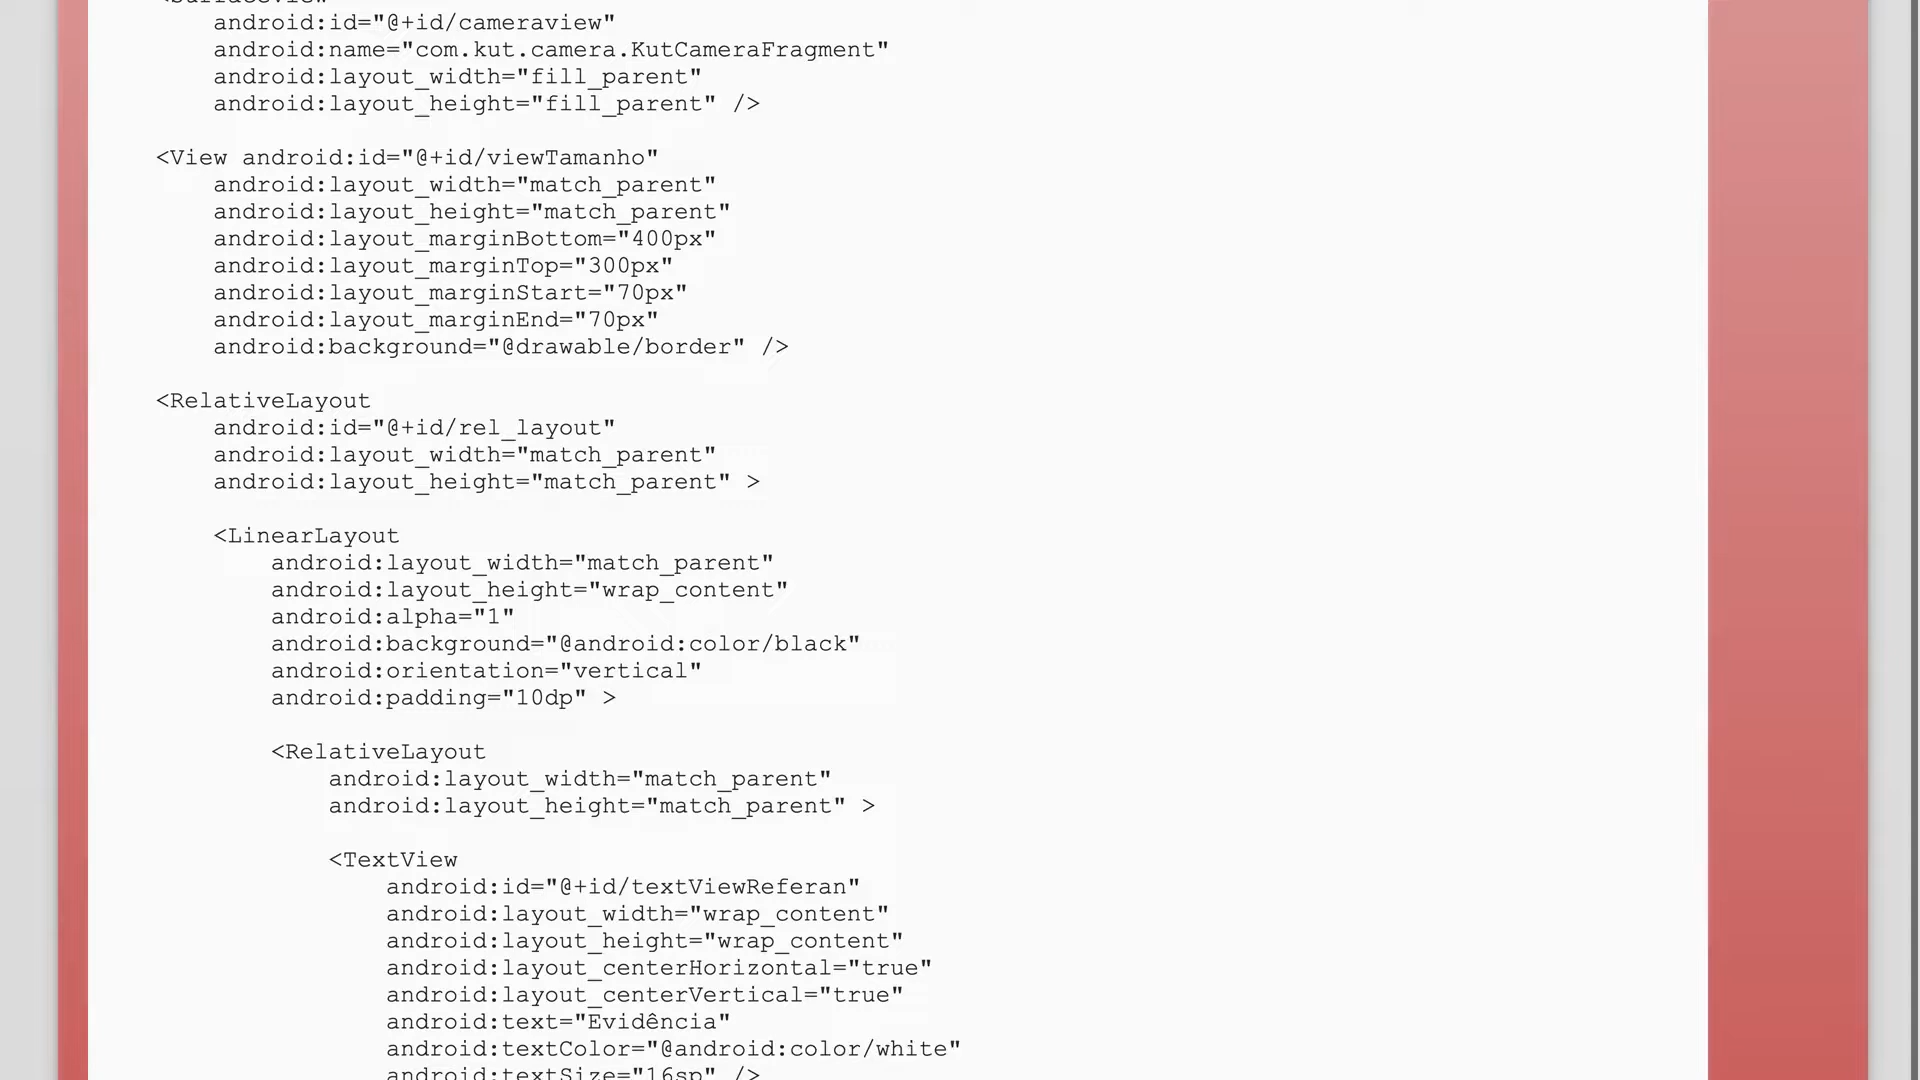 <SurfaceView
android:id="@+id/cameraview"
android:name="com.kut.camera.KutCameraFragment"
android:layout_width="fill_parent"
android:layout_height="fill_parent" />
<View android:id="@+id/viewTamanho"
android:layout_width="match_parent"
android:layout_height="match_parent"
android:layout_marginBottom="400px"
android:layout_marginTop="300px"
android:layout_marginStart="70px"
android:layout_marginEnd="70px"
android:background="@drawable/border" />
<RelativeLayout
android:id="@+id/rel_layout"
android:layout_width="match_parent"
android:layout_height="match_parent" >
<LinearLayout
android:layout_width="match_parent"
android:layout_height="wrap_content"
android:alpha="1"
android:background="@android:color/black"
android:orientation="vertical"
android:padding="10dp" >
<RelativeLayout
android:layout_width="match_parent"
android:layout_height="match_parent" >
<TextView
android:id="@+id/textViewReferan"
android:layout_width="wrap_content"
android:layout_height="wrap_content"
android:layout_centerHorizontal="true"
android:layout_centerVertical="true"
android:text="Evidência"
android:textColor="@android:color/white"
android:textSize="16sp" />